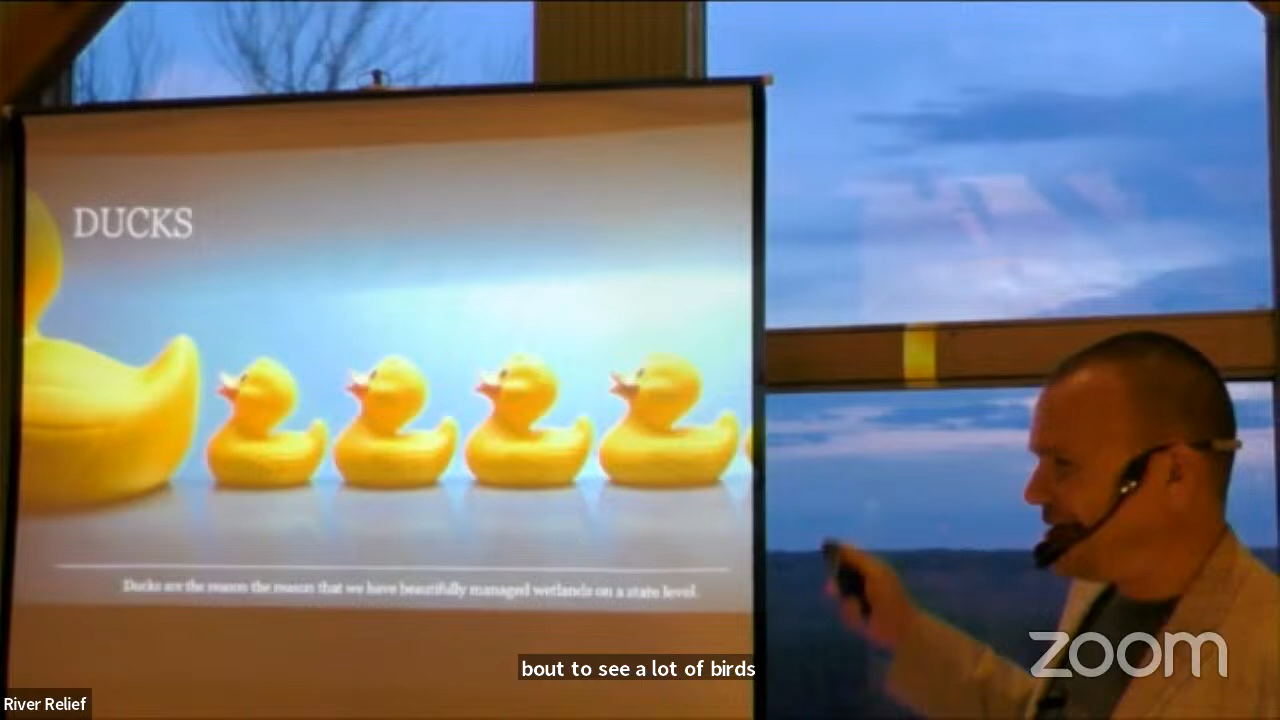 DUCKS
Ducks are the reason the reason that we have beautifully managed wetlands on a state level.
bout to see a lot of birds
zoom
River Relief